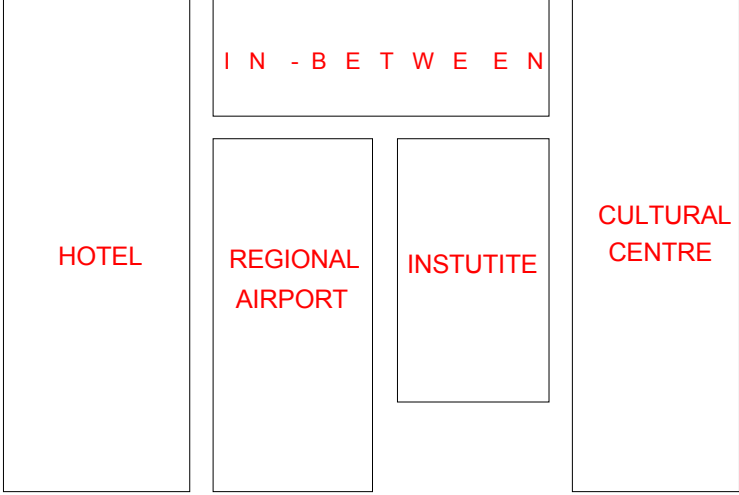 I N - B E T W E E N
HOTEL
REGIONAL
AIRPORT
INSTUTITE
CULTURAL
CENTRE